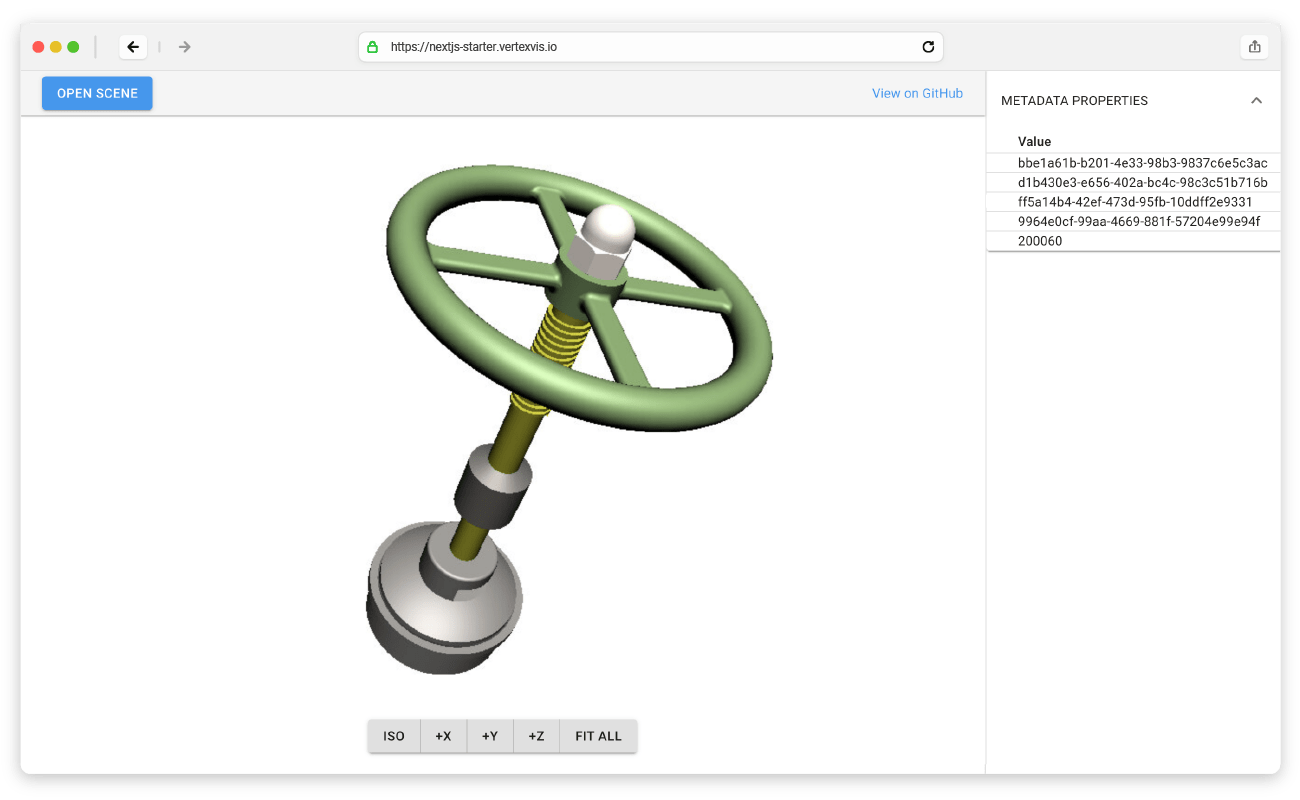 https://nextjs-starter.vertexvis.io
OPEN SCENE
View on GitHub
METADATA PROPERTIES
Value
bbe1a61b-b201-4e33-98b3-9837c6e5c3ac
d1b430e3-e656-402a-bc4c-98c3c51b716b
ff5a14b4-42ef-473d-95fb-10ddff2e9331
9964e0cf-99aa-4669-881f-57204e99e94f
200060
ISO +X +Y +Z FIT ALL